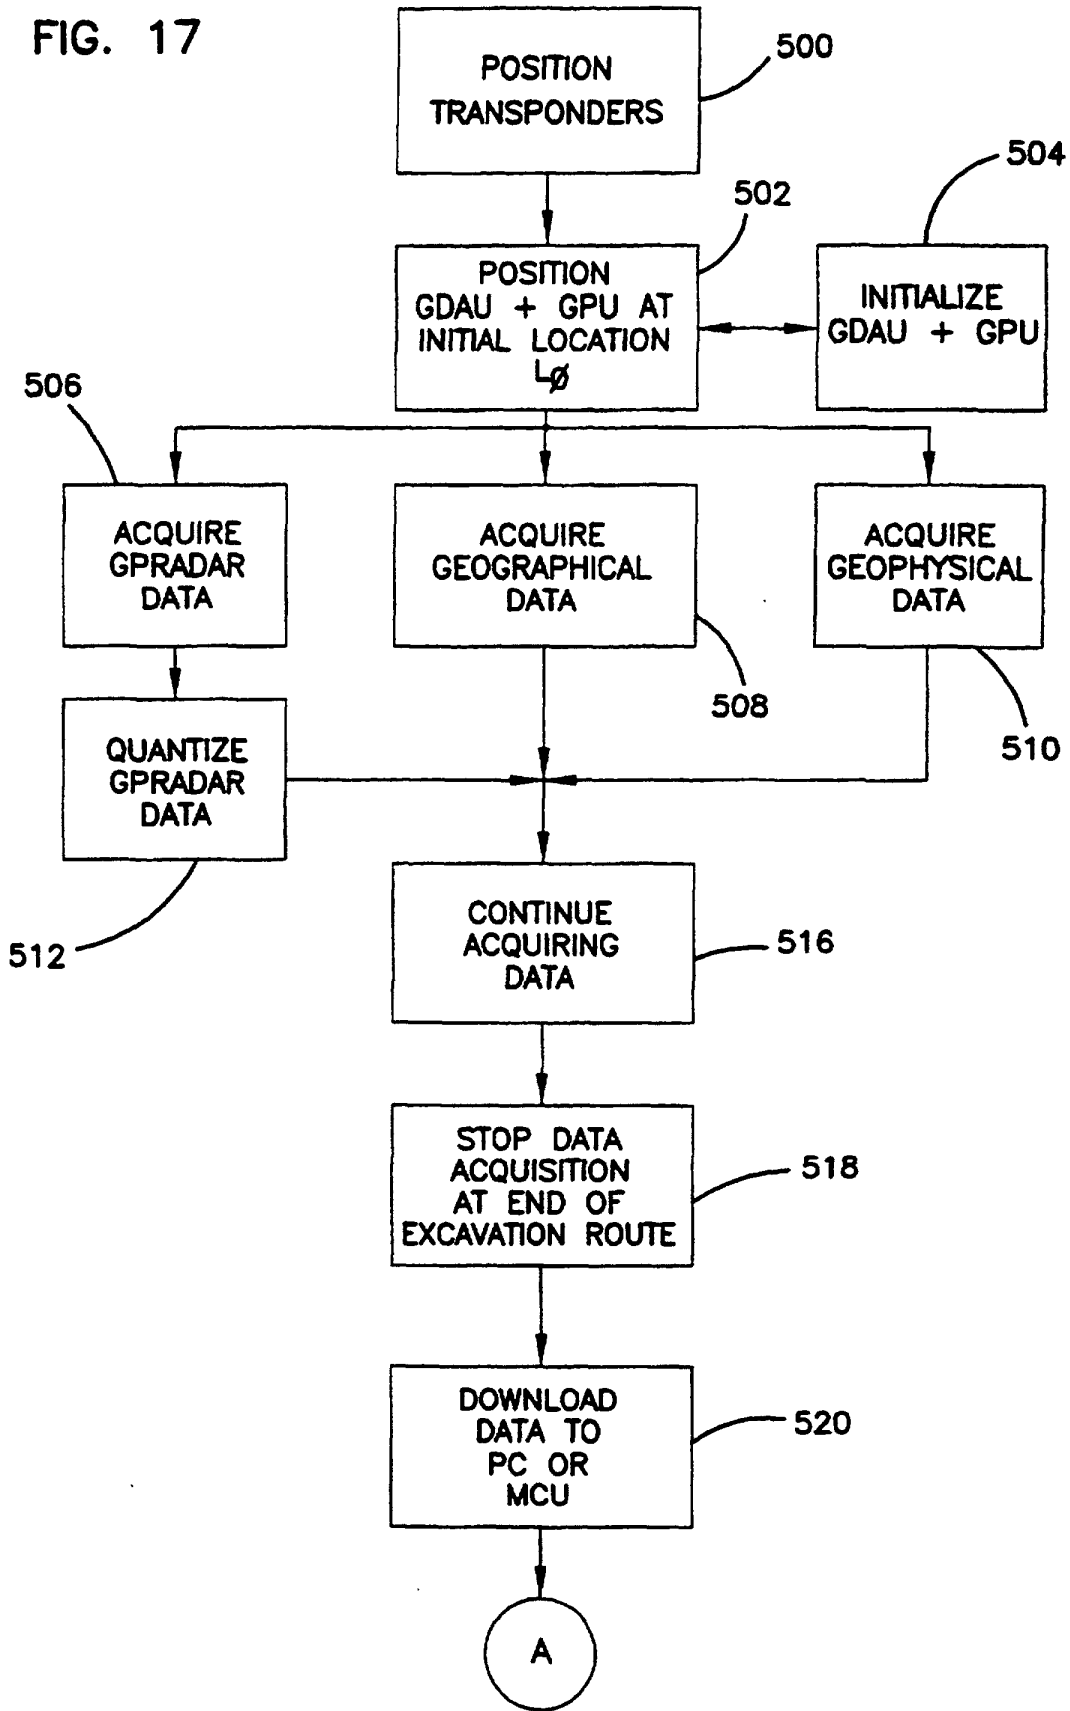 FIG. 17
POSITION
TRANSPONDERS
500
502
504
POSITION
GDAU + GPU AT
INITIAL LOCATION
LØ
INITIALIZE
GDAU + GPU
506
ACQUIRE
GPRADAR
DATA
ACQUIRE
GEOGRAPHICAL
DATA
ACQUIRE
GEOPHYSICAL
DATA
508
510
QUANTIZE
GPRADAR
DATA
512
CONTINUE
ACQUIRING
DATA
516
STOP DATA
ACQUISITION
AT END OF
EXCAVATION ROUTE
518
DOWNLOAD
DATA TO
PC OR
MCU
520
A